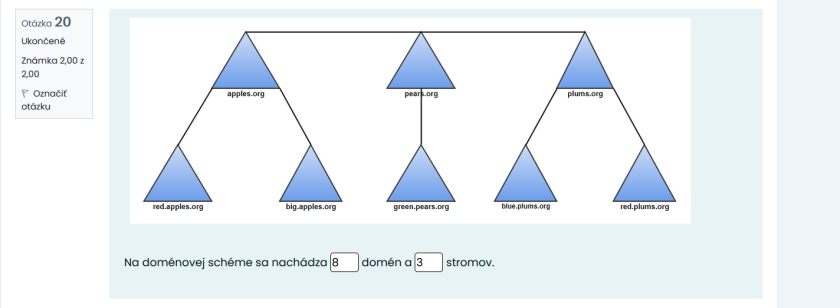 Otázka 20
Ukončené
Známka 2,00 z
2,00
Označiť
otázku
apples.org
pears.org
plums.org
red.apples.org
big.apples.org
green.pears.org
blue.plums.org
red.plums.org
Na doménovej schéme sa nachádza 8 domén a 3 stromov.